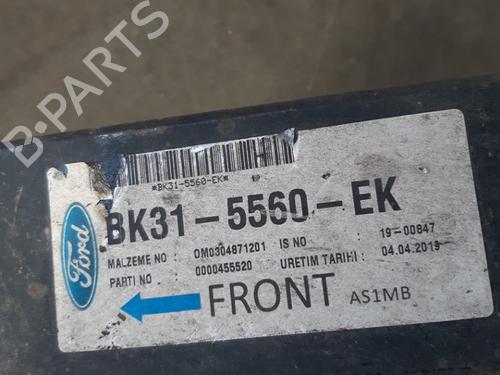 B-PARTS
*BK31-5560-EK*
Ford
BK31-5560-EK
MALZEME NO : OM0304871201 IS NO : 19-00847
PARTI NO : 0000455520 URETIM TARIHI : 04.04.2019
FRONT AS1MB